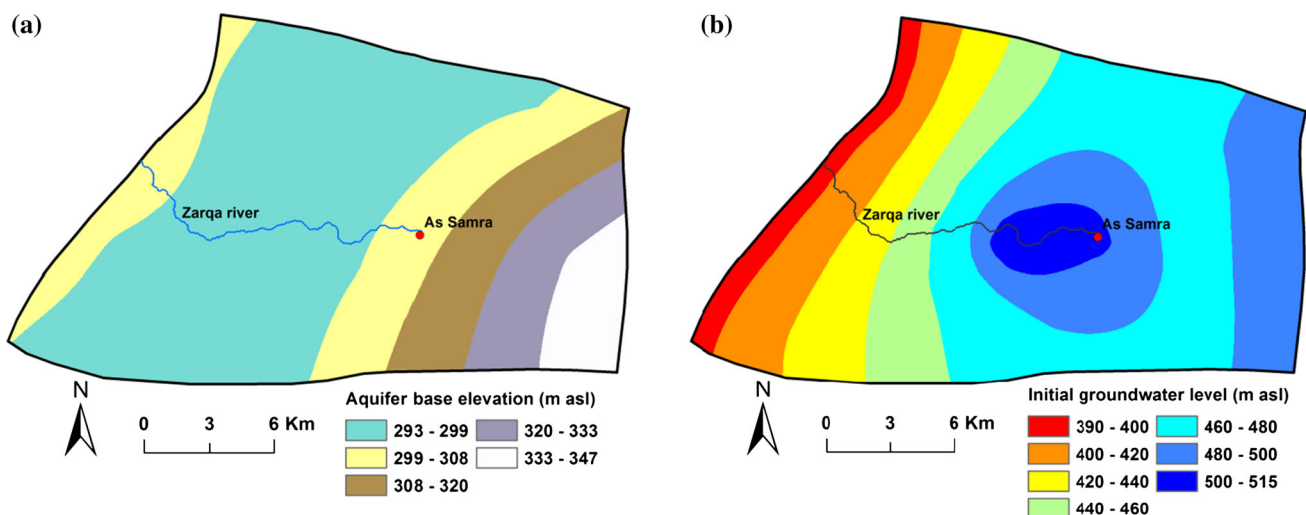 (a)
Zarqa river
As Samra
N
0 3 6 Km
Aquifer base elevation (m asl)
293 - 299
299 - 308
308 - 320
320 - 333
333 - 347
(b)
Zarqa river
As Samra
N
0 3 6 Km
Initial groundwater level (m asl)
390 - 400
400 - 420
420 - 440
440 - 460
460 - 480
480 - 500
500 - 515